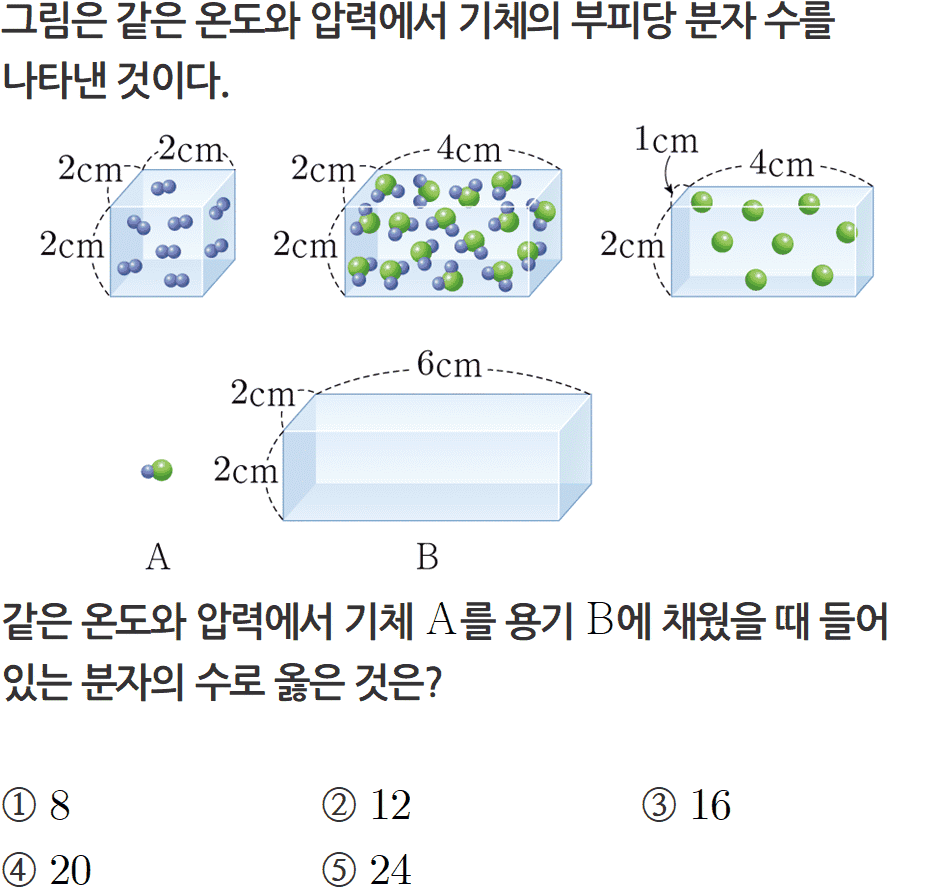 그림은 같은 온도와 압력에서 기체의 부피당 분자 수를
나타낸 것이다.
2cm 2cm 2cm 4cm 1cm 4cm
2cm 2cm 2cm
2cm 6cm
2cm
A B
같은 온도와 압력에서 기체 A를 용기 B에 채웠을 때 들어
있는 분자의 수로 옳은 것은?
① 8 ② 12 ③ 16
④ 20 ⑤ 24